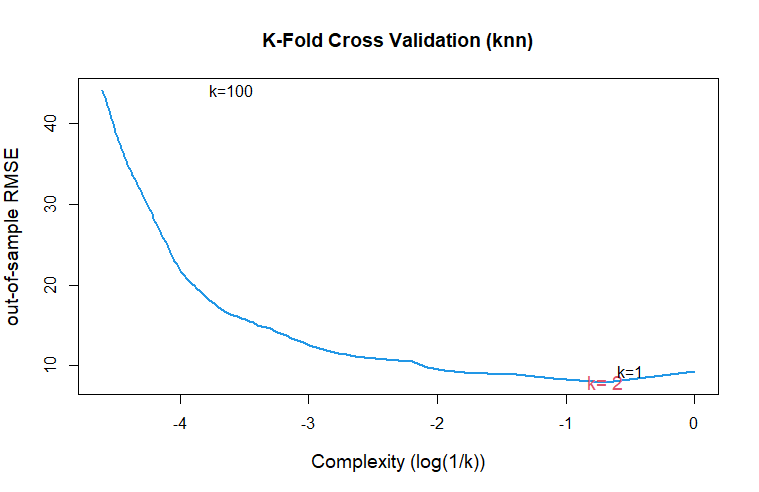 K-Fold Cross Validation (knn)
k=100
40
30
20
10
out-of-sample RMSE
k=1
k= 2
-4 -3 -2 -1 0
Complexity (log(1/k))